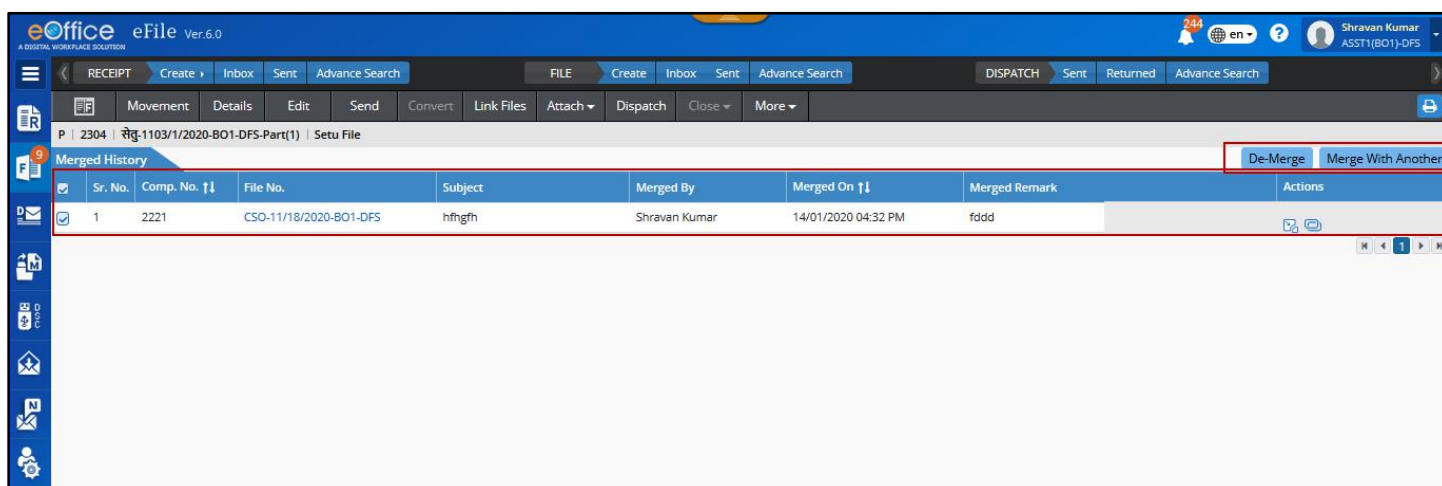 eOffice eFile Ver.6.0 244 en ? Shravan Kumar
A DIGITAL WORKPLACE SOLUTION ASST1(BO1)-DFS
RECEIPT Create Inbox Sent Advance Search FILE Create Inbox Sent Advance Search DISPATCH Sent Returned Advance Search
Movement Details Edit Send Convert Link Files Attach Dispatch Close More
P | 2304 | सेतु-1103/1/2020-BO1-DFS-Part(1) | Setu File
Merged History De-Merge Merge With Another
Sr. No. Comp. No. File No. Subject Merged By Merged On Merged Remark Actions
1 2221 CSO-11/18/2020-BO1-DFS hfhgfh Shravan Kumar 14/01/2020 04:32 PM fddd
1
R
F 9
D
M
DSC
N